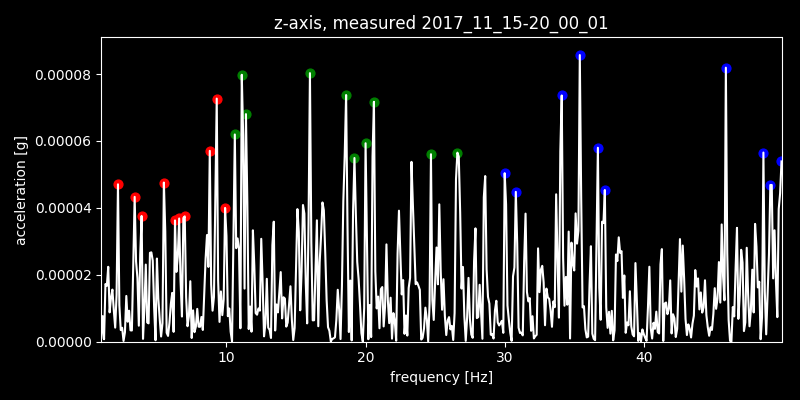 z-axis, measured 2017_11_15-20_00_01
0.00008
0.00006
0.00004
0.00002
0.00000
acceleration [g]
10 20 30 40
frequency [Hz]